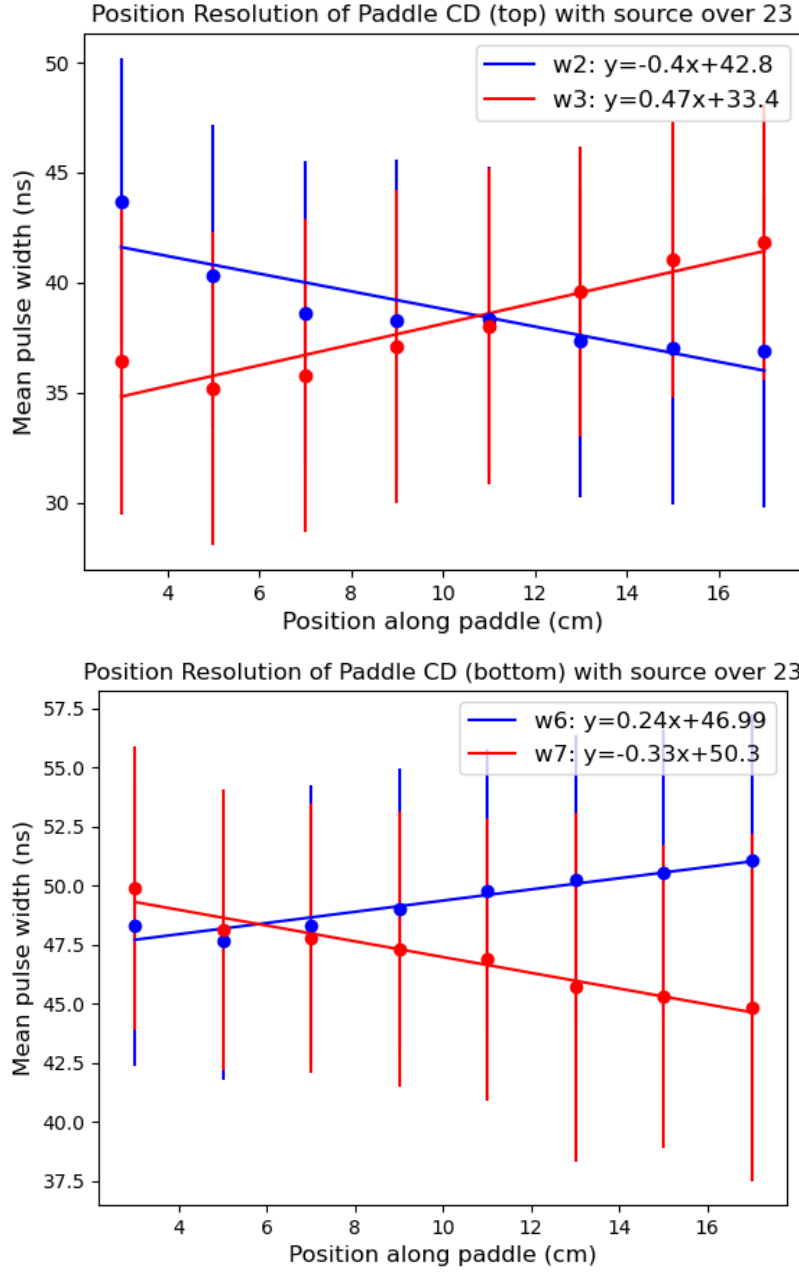 Position Resolution of Paddle CD (top) with source over 23
w2: y=-0.4x+42.8
w3: y=0.47x+33.4
50
45
40
35
30
Mean pulse width (ns)
4 6 8 10 12 14 16
Position along paddle (cm)
Position Resolution of Paddle CD (bottom) with source over 23
w6: y=0.24x+46.99
w7: y=-0.33x+50.3
57.5
55.0
52.5
50.0
47.5
45.0
42.5
40.0
37.5
Mean pulse width (ns)
4 6 8 10 12 14 16
Position along paddle (cm)